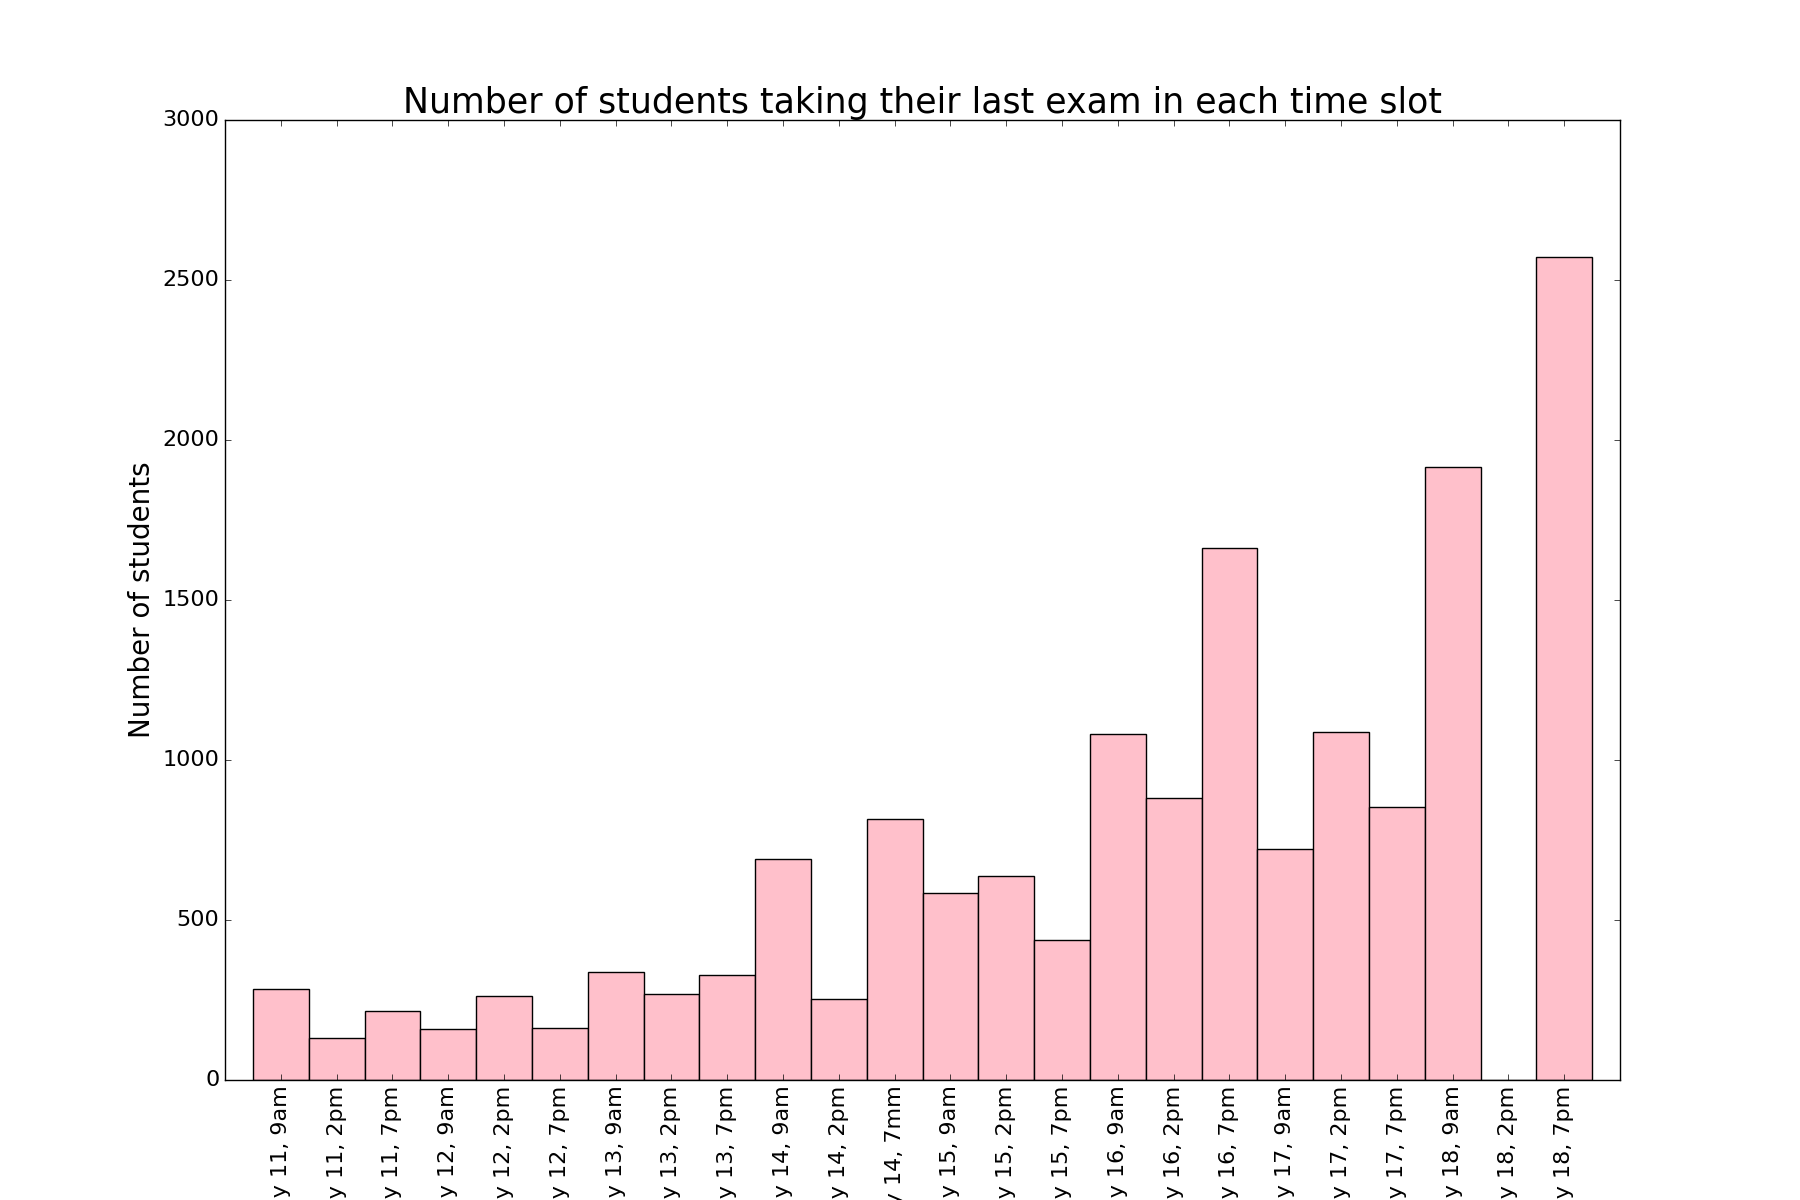 Number of students taking their last exam in each time slot
Number of students
3000
2500
2000
1500
1000
500
0
y 11, 9am
y 11, 2pm
y 11, 7pm
y 12, 9am
y 12, 2pm
y 12, 7pm
y 13, 9am
y 13, 2pm
y 13, 7pm
y 14, 9am
y 14, 2pm
y 14, 7mm
y 15, 9am
y 15, 2pm
y 15, 7pm
y 16, 9am
y 16, 2pm
y 16, 7pm
y 17, 9am
y 17, 2pm
y 17, 7pm
y 18, 9am
y 18, 2pm
y 18, 7pm